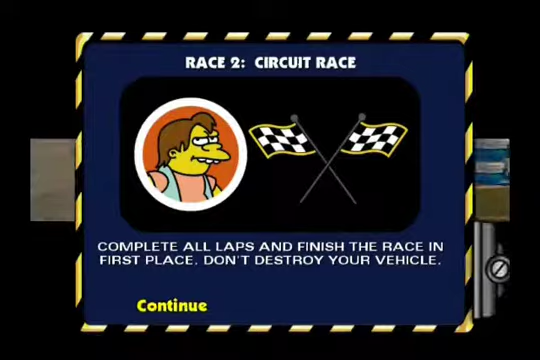 RACE 2: CIRCUIT RACE
COMPLETE ALL LAPS AND FINISH THE RACE IN
FIRST PLACE. DON'T DESTROY YOUR VEHICLE.
Continue